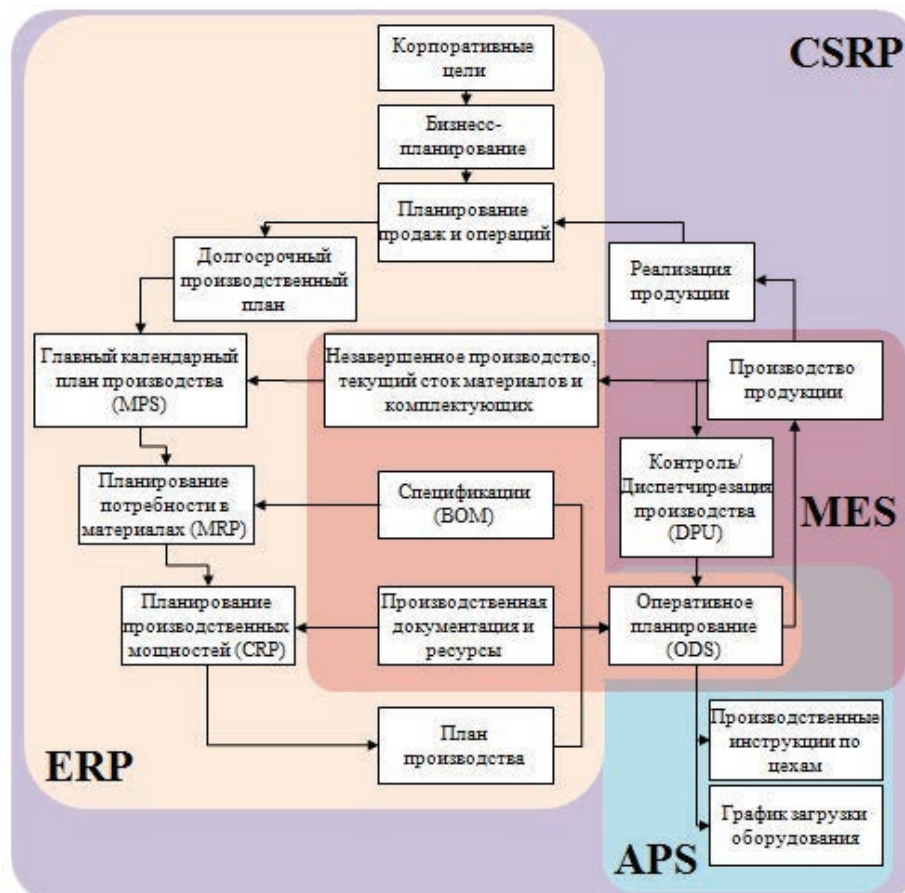 Корпоративные
цели
CSRP
Бизнесс-
планирование
Планирование
продаж и операций
Долгосрочный
производственный
план
Реализация
продукции
Главный календарный
план производства
(MPS)
Незавершенное производство,
текущий сток материалов и
комплектующих
Производство
продукции
Контроль/
Диспетчирезация
производства
(DPU)
MES
Планирование
потребности в
материалах (MRP)
Спецификации
(BOM)
Планирование
производственных
мощностей (CRP)
Производственная
документация и
ресурсы
Оперативное
планирование
(ODS)
План
производства
Производственные
инструкции по
цехам
ERP
График загрузки
оборудования
APS